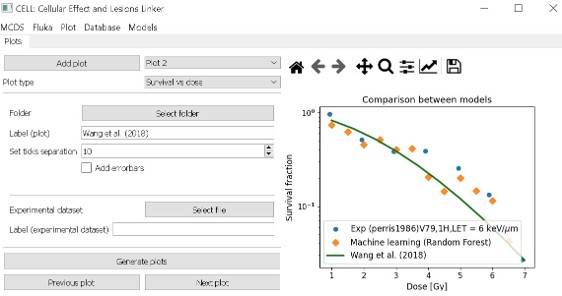 CELL: Cellular Effect and Lesions Linker
MCDS Fluka Plot Database Models
Plots
Add plot Plot 2
Plot type Survival vs dose
Folder Select folder
Label (plot) Wang et al. (2018)
Set ticks separation 10
Add errorbars
Experimental dataset Select file
Label (experimental dataset)
Generate plots
Previous plot Next plot
Comparison between models
Survival fraction
10⁰
10⁻¹
Exp (perris1986)V79,1H,LET = 6 keV/μm
Machine learning (Random Forest)
Wang et al. (2018)
1 2 3 4 5 6 7
Dose [Gy]